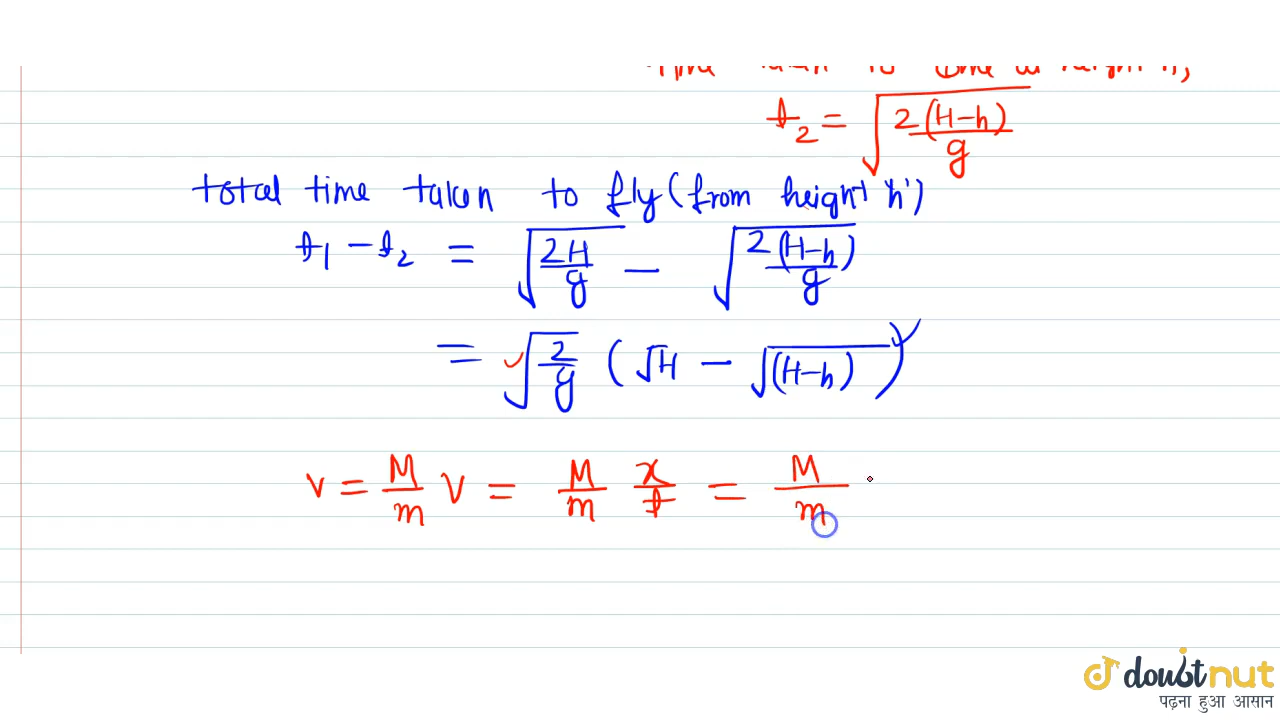 t₂ = √(2(H-h)/g)
total time taken to fly (from height 'h')
t₁ - t₂ = √(2H/g) - √(2(H-h)/g)
= √(2/g) (√H - √(H-h))
v = M/m V = M/m x/t = M/m
doubtnut
पढ़ना हुआ आसान